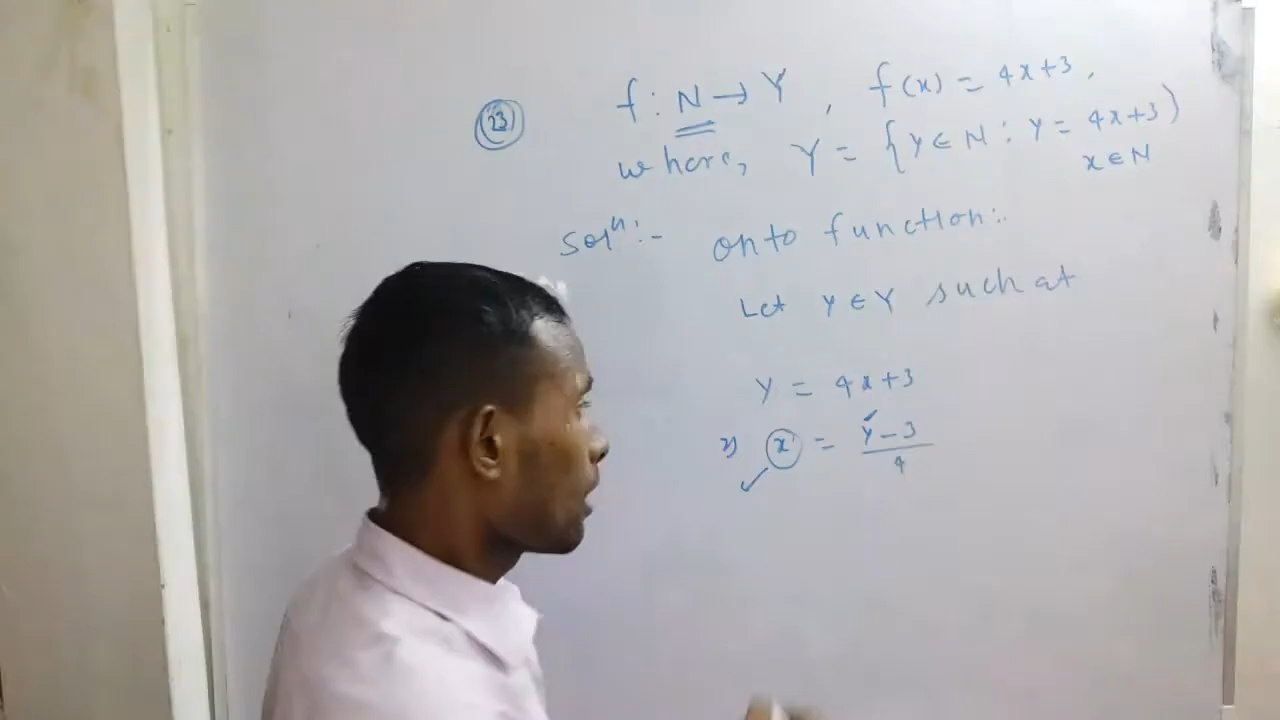 (23) f : N → Y , f(x) = 4x+3 ,
where, Y = {y ∈ N : y = 4x+3)
x ∈ N
Solⁿ:- onto function:-
Let y ∈ Y such at
y = 4x+3
x = y-3
4